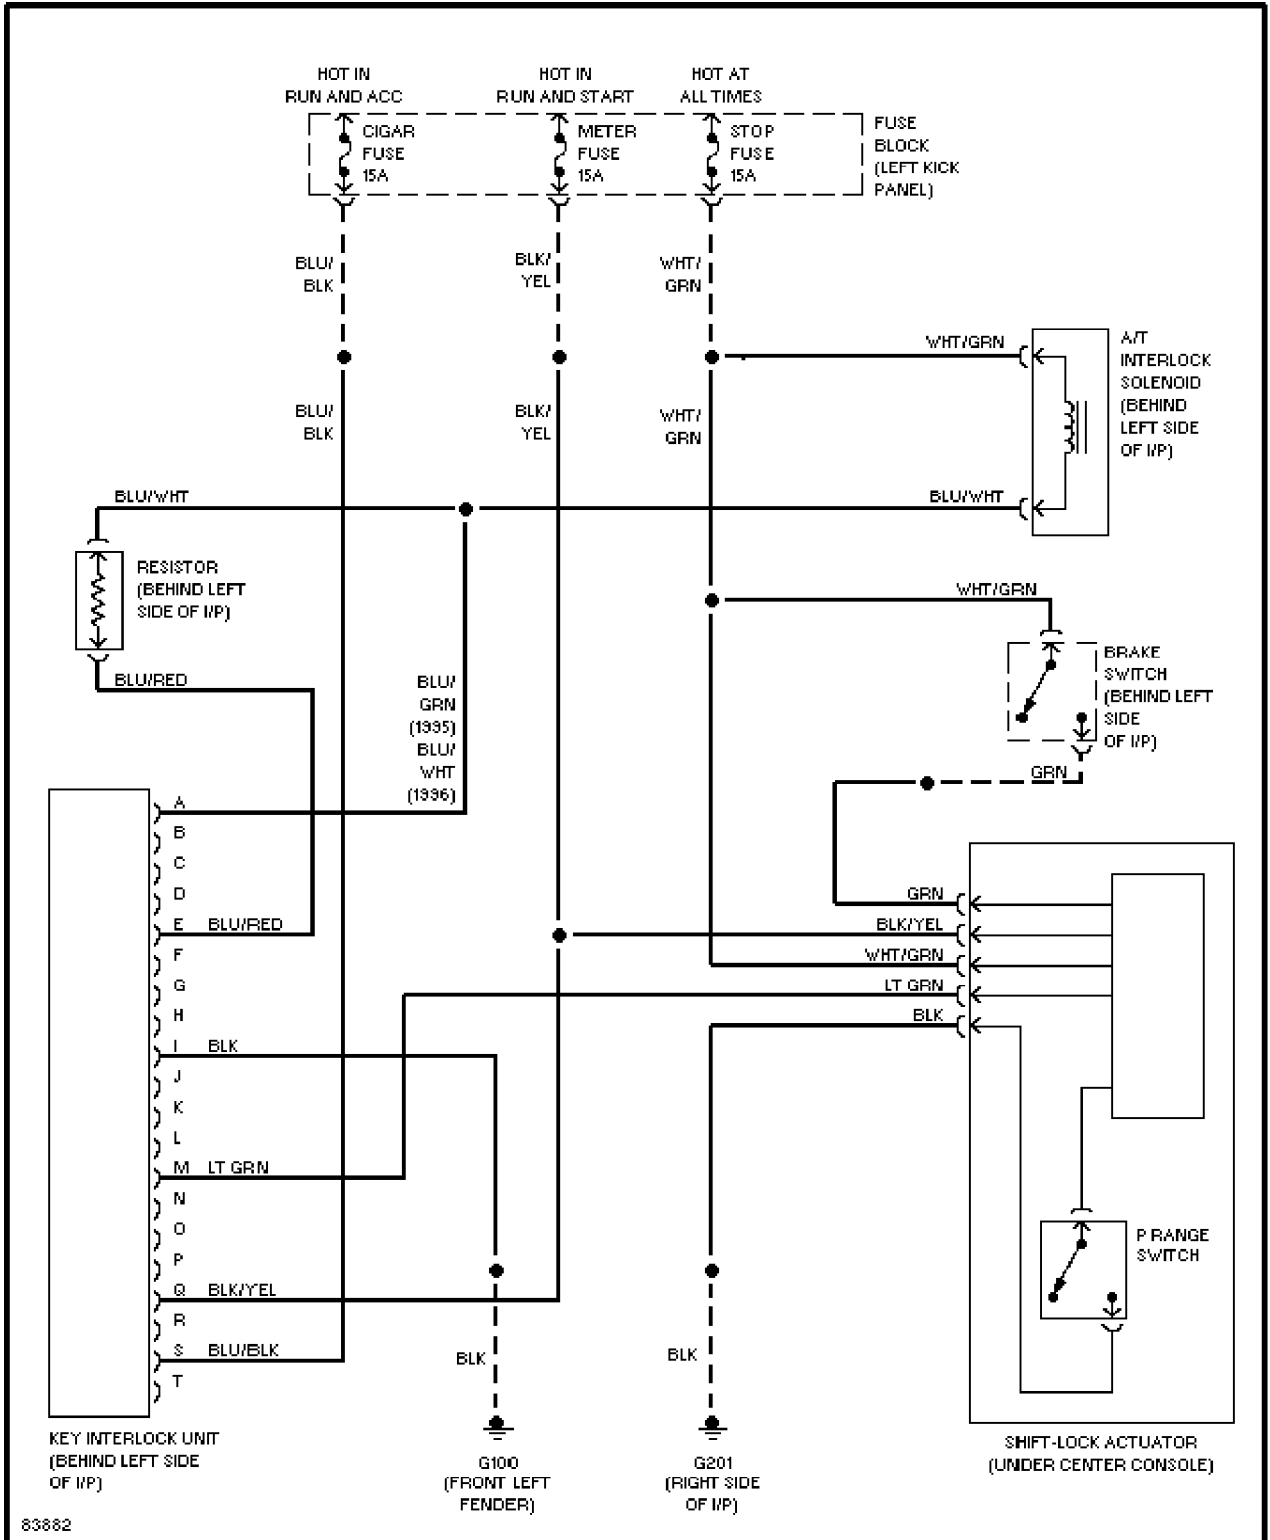 HOT IN
RUN AND ACC
HOT IN
RUN AND START
HOT AT
ALL TIMES
CIGAR
FUSE
15A
METER
FUSE
15A
STOP
FUSE
15A
FUSE
BLOCK
(LEFT KICK
PANEL)
BLU/
BLK
BLK/
YEL
WHT/
GRN
WHT/GRN
A/T
INTERLOCK
SOLENOID
(BEHIND
LEFT SIDE
OF I/P)
BLU/
BLK
BLK/
YEL
WHT/
GRN
BLU/WHT
BLU/WHT
RESISTOR
(BEHIND LEFT
SIDE OF I/P)
WHT/GRN
BRAKE
SWITCH
(BEHIND LEFT
SIDE
OF I/P)
BLU/RED
BLU/
GRN
(1995)
BLU/
WHT
(1996)
GRN
A
B
C
D
E BLU/RED
F
G
H
I BLK
J
K
L
M LT GRN
N
O
P
Q BLK/YEL
R
S BLU/BLK
T
GRN
BLK/YEL
WHT/GRN
LT GRN
BLK
P RANGE
SWITCH
BLK
BLK
KEY INTERLOCK UNIT
(BEHIND LEFT SIDE
OF I/P)
G100
(FRONT LEFT
FENDER)
G201
(RIGHT SIDE
OF I/P)
SHIFT-LOCK ACTUATOR
(UNDER CENTER CONSOLE)
83882